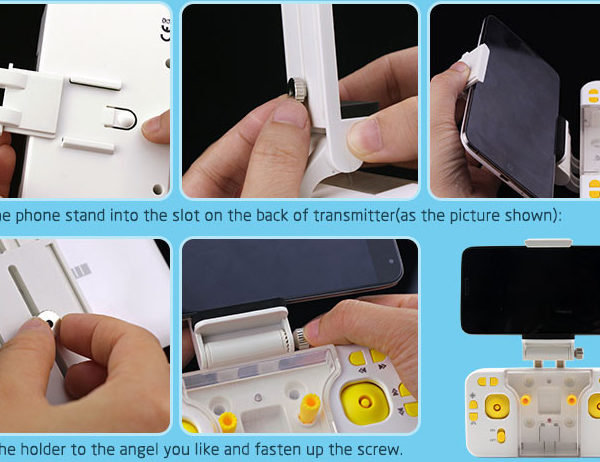 he phone stand into the slot on the back of transmitter(as the picture shown):
he holder to the angel you like and fasten up the screw.